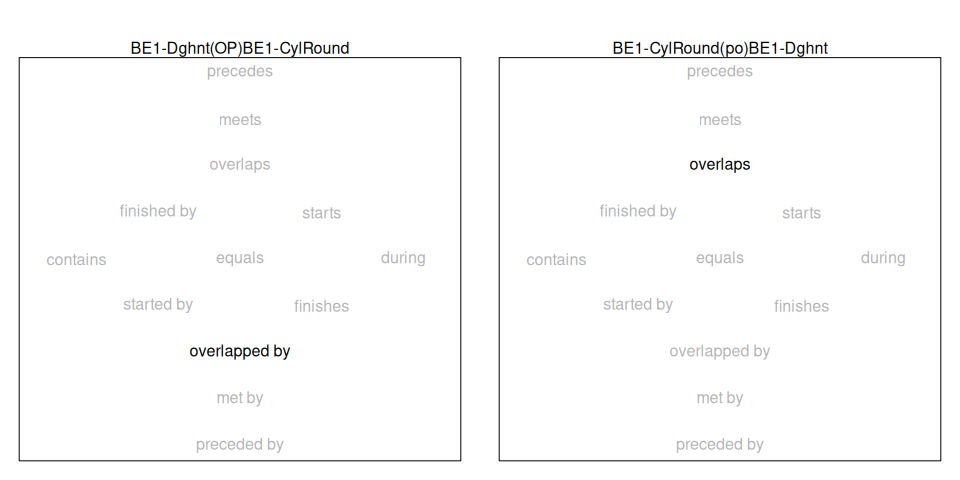 BE1-Dghnt(OP)BE1-CylRound
precedes
meets
overlaps
finished by starts
contains equals during
started by finishes
overlapped by
met by
preceded by
BE1-CylRound(po)BE1-Dghnt
precedes
meets
overlaps
finished by starts
contains equals during
started by finishes
overlapped by
met by
preceded by